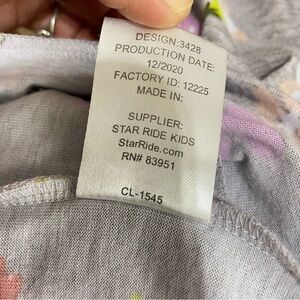 DESIGN:3428
PRODUCTION DATE:
12/2020
FACTORY ID: 12225
MADE IN:
SUPPLIER:
STAR RIDE KIDS
StarRide.com
RN# 83951
CL-1545